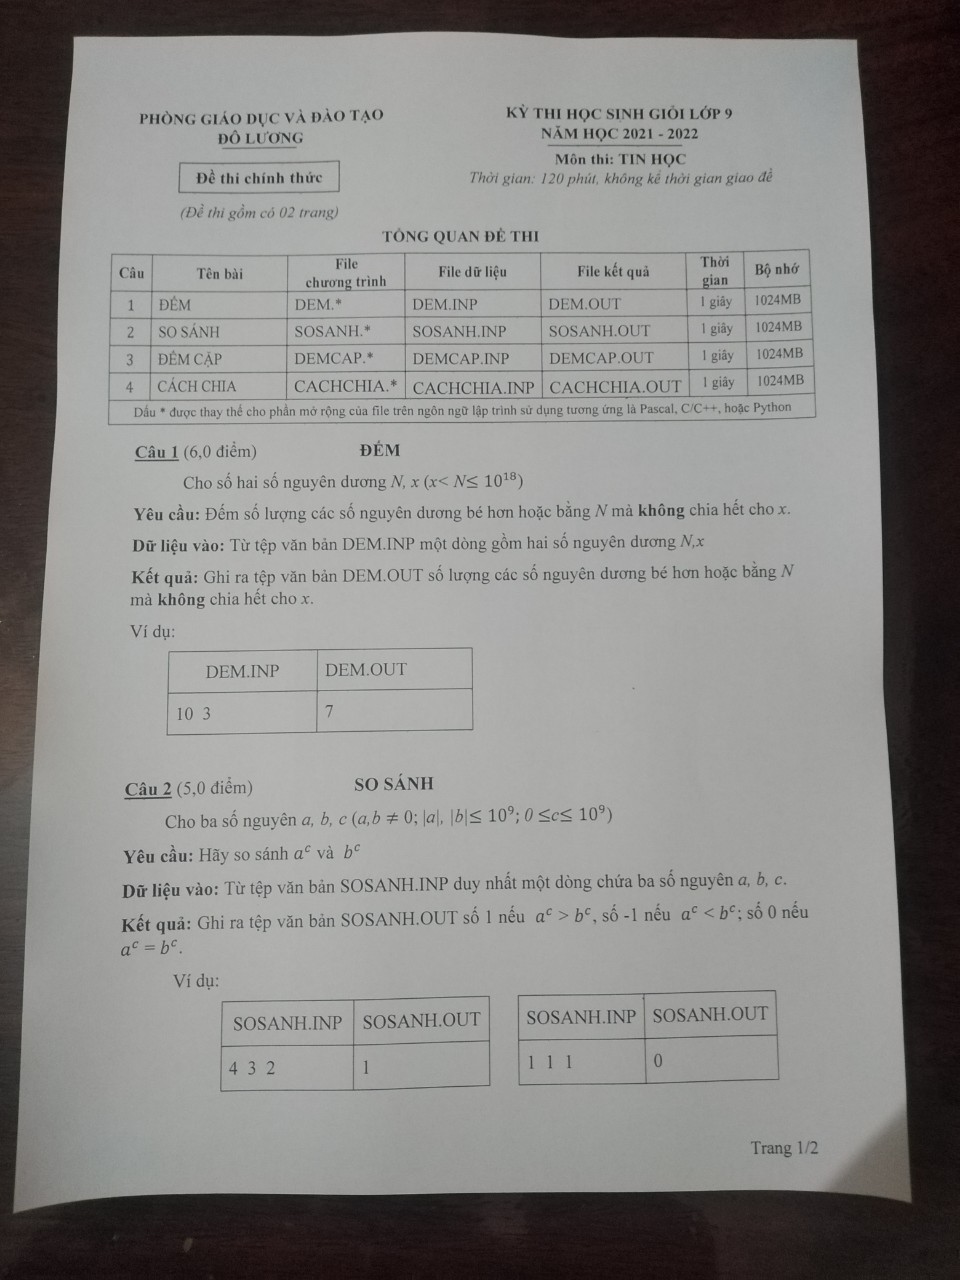 PHÒNG GIÁO DỤC VÀ ĐÀO TẠO
ĐÔ LƯƠNG
Đề thi chính thức
(Đề thi gồm có 02 trang)
KỲ THI HỌC SINH GIỎI LỚP 9
NĂM HỌC 2021 - 2022
Môn thi: TIN HỌC
Thời gian: 120 phút, không kể thời gian giao đề
TỔNG QUAN ĐỀ THI
Câu Tên bài File chương trình File dữ liệu File kết quả Thời gian Bộ nhớ
1 ĐẾM DEM.* DEM.INP DEM.OUT 1 giây 1024MB
2 SO SÁNH SOSANH.* SOSANH.INP SOSANH.OUT 1 giây 1024MB
3 ĐẾM CẶP DEMCAP.* DEMCAP.INP DEMCAP.OUT 1 giây 1024MB
4 CÁCH CHIA CACHCHIA.* CACHCHIA.INP CACHCHIA.OUT 1 giây 1024MB
Dấu * được thay thế cho phần mở rộng của file trên ngôn ngữ lập trình sử dụng tương ứng là Pascal, C/C++, hoặc Python
Câu 1 (6,0 điểm) ĐẾM
Cho số hai số nguyên dương N, x (x< N≤ 10¹⁸)
Yêu cầu: Đếm số lượng các số nguyên dương bé hơn hoặc bằng N mà không chia hết cho x.
Dữ liệu vào: Từ tệp văn bản DEM.INP một dòng gồm hai số nguyên dương N,x
Kết quả: Ghi ra tệp văn bản DEM.OUT số lượng các số nguyên dương bé hơn hoặc bằng N
mà không chia hết cho x.
Ví dụ:
DEM.INP DEM.OUT
10 3 7
Câu 2 (5,0 điểm) SO SÁNH
Cho ba số nguyên a, b, c (a,b ≠ 0; |a|, |b|≤ 10⁹; 0 ≤c≤ 10⁹)
Yêu cầu: Hãy so sánh aᶜ và bᶜ
Dữ liệu vào: Từ tệp văn bản SOSANH.INP duy nhất một dòng chứa ba số nguyên a, b, c.
Kết quả: Ghi ra tệp văn bản SOSANH.OUT số 1 nếu aᶜ > bᶜ, số -1 nếu aᶜ < bᶜ; số 0 nếu
aᶜ = bᶜ.
Ví dụ:
SOSANH.INP SOSANH.OUT
4 3 2 1
SOSANH.INP SOSANH.OUT
1 1 1 0
Trang 1/2